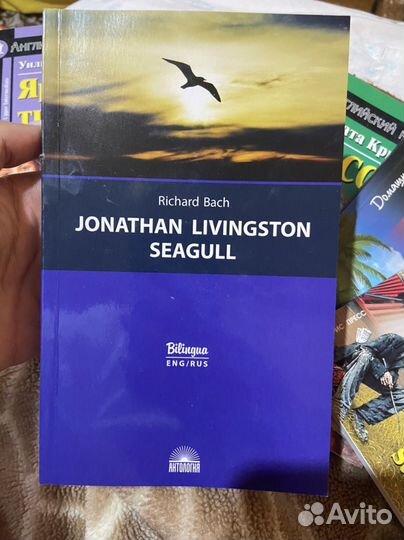 Richard Bach
JONATHAN LIVINGSTON
SEAGULL
Bilingua
ENG/RUS
АНТОЛОГИЯ
Avito